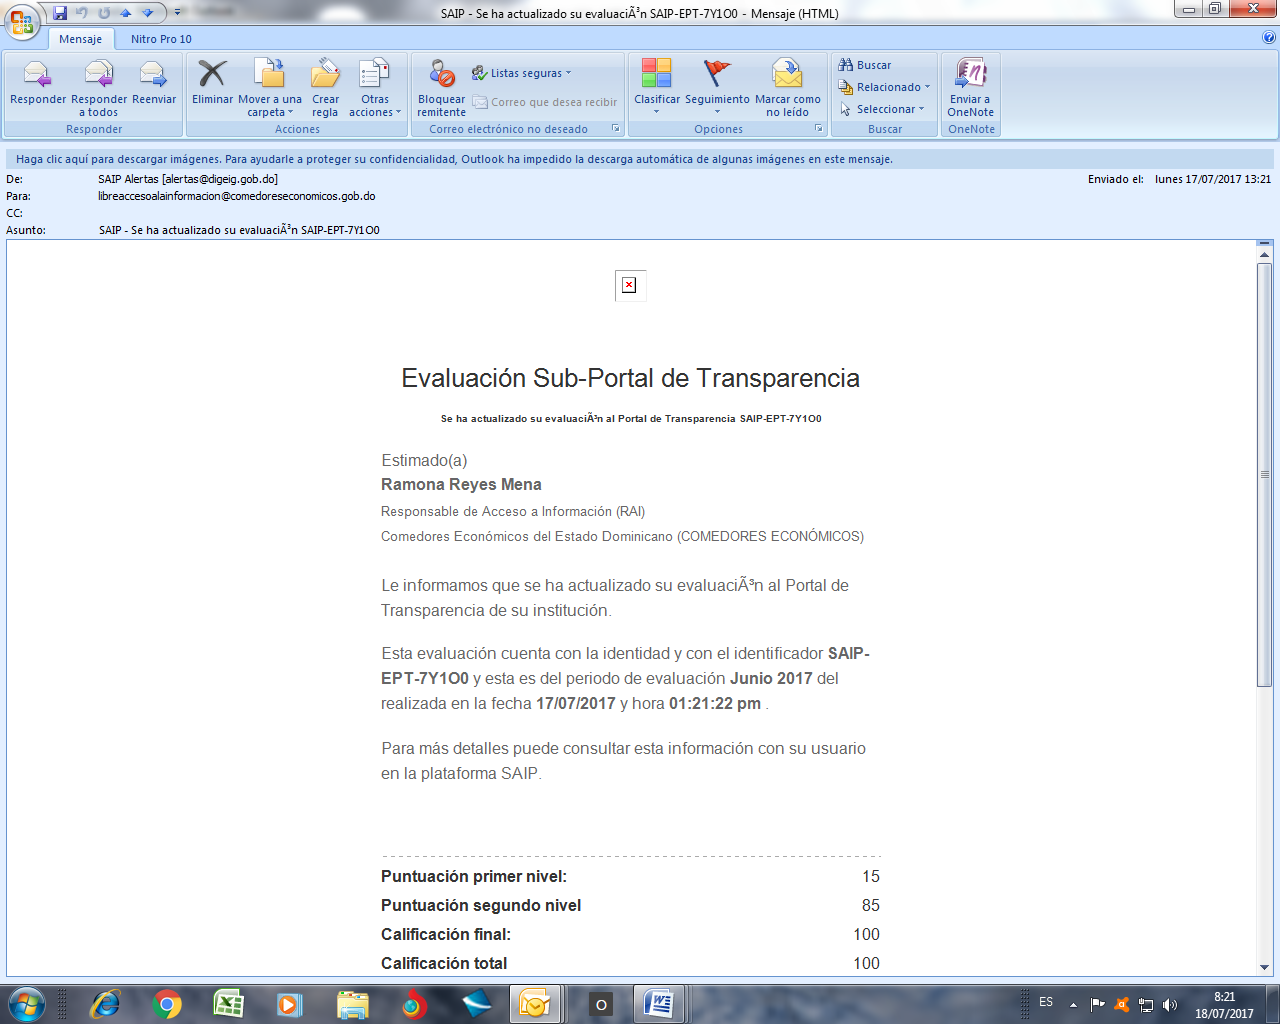 SAIP - Se ha actualizado su evaluaciÃ³n SAIP-EPT-7Y1O0 - Mensaje (HTML)
Mensaje
Nitro Pro 10
Responder
Responder a todos
Reenviar
Responder
Eliminar
Mover a una carpeta
Crear regla
Otras acciones
Acciones
Bloquear remitente
Listas seguras
Correo que desea recibir
Correo electrónico no deseado
Clasificar
Seguimiento
Marcar como no leído
Opciones
Buscar
Relacionado
Seleccionar
Buscar
Enviar a OneNote
OneNote
Haga clic aquí para descargar imágenes. Para ayudarle a proteger su confidencialidad, Outlook ha impedido la descarga automática de algunas imágenes en este mensaje.
De: SAIP Alertas [alertas@digeig.gob.do] Enviado el: lunes 17/07/2017 13:21
Para: libreaccesoalainformacion@comedoreseconomicos.gob.do
CC:
Asunto: SAIP - Se ha actualizado su evaluaciÃ³n SAIP-EPT-7Y1O0
Evaluación Sub-Portal de Transparencia
Se ha actualizado su evaluaciÃ³n al Portal de Transparencia SAIP-EPT-7Y1O0
Estimado(a)
Ramona Reyes Mena
Responsable de Acceso a Información (RAI)
Comedores Económicos del Estado Dominicano (COMEDORES ECONÓMICOS)
Le informamos que se ha actualizado su evaluaciÃ³n al Portal de
Transparencia de su institución.
Esta evaluación cuenta con la identidad y con el identificador SAIP-
EPT-7Y1O0 y esta es del periodo de evaluación Junio 2017 del
realizada en la fecha 17/07/2017 y hora 01:21:22 pm .
Para más detalles puede consultar esta información con su usuario
en la plataforma SAIP.
Puntuación primer nivel: 15
Puntuación segundo nivel 85
Calificación final: 100
Calificación total 100
ES
8:21
18/07/2017